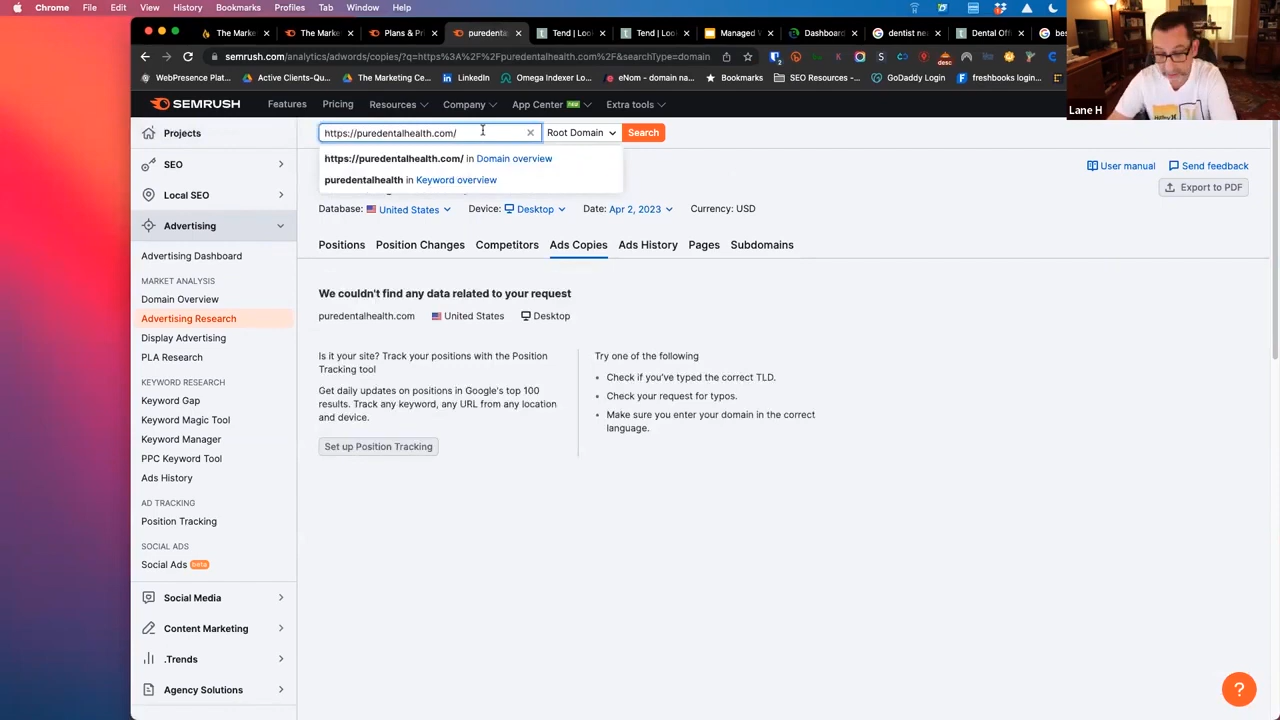 Chrome File Edit View History Bookmarks Profiles Tab Window Help
The Marke
The Marke
Plans & Pr
puredenta
Tend | Loc
Tend | Loc
Managed
Dashboard
dentist ne
Dental Off
bes
semrush.com/analytics/adwords/copies/?q=https%3A%2F%2Fpuredentalhealth.com%2F&searchType=domain
desc
WebPresence Plat...
Active Clients-Qu...
The Marketing Ce...
LinkedIn
Omega Indexer Lo...
eNom - domain na...
Bookmarks
SEO Resources -...
GoDaddy Login
freshbooks login...
Lane H
SEMRUSH
Features
Pricing
Resources
Company
App Center new
Extra tools
Projects
SEO
Local SEO
Advertising
Advertising Dashboard
MARKET ANALYSIS
Domain Overview
Advertising Research
Display Advertising
PLA Research
KEYWORD RESEARCH
Keyword Gap
Keyword Magic Tool
Keyword Manager
PPC Keyword Tool
Ads History
AD TRACKING
Position Tracking
SOCIAL ADS
Social Ads beta
Social Media
Content Marketing
.Trends
Agency Solutions
https://puredentalhealth.com/
Root Domain
Search
https://puredentalhealth.com/ in Domain overview
puredentalhealth in Keyword overview
User manual
Send feedback
Export to PDF
Database: United States
Device: Desktop
Date: Apr 2, 2023
Currency: USD
Positions
Position Changes
Competitors
Ads Copies
Ads History
Pages
Subdomains
We couldn't find any data related to your request
puredentalhealth.com
United States
Desktop
Is it your site? Track your positions with the Position
Tracking tool
Get daily updates on positions in Google's top 100
results. Track any keyword, any URL from any location
and device.
Set up Position Tracking
Try one of the following
Check if you've typed the correct TLD.
Check your request for typos.
Make sure you enter your domain in the correct
language.
?